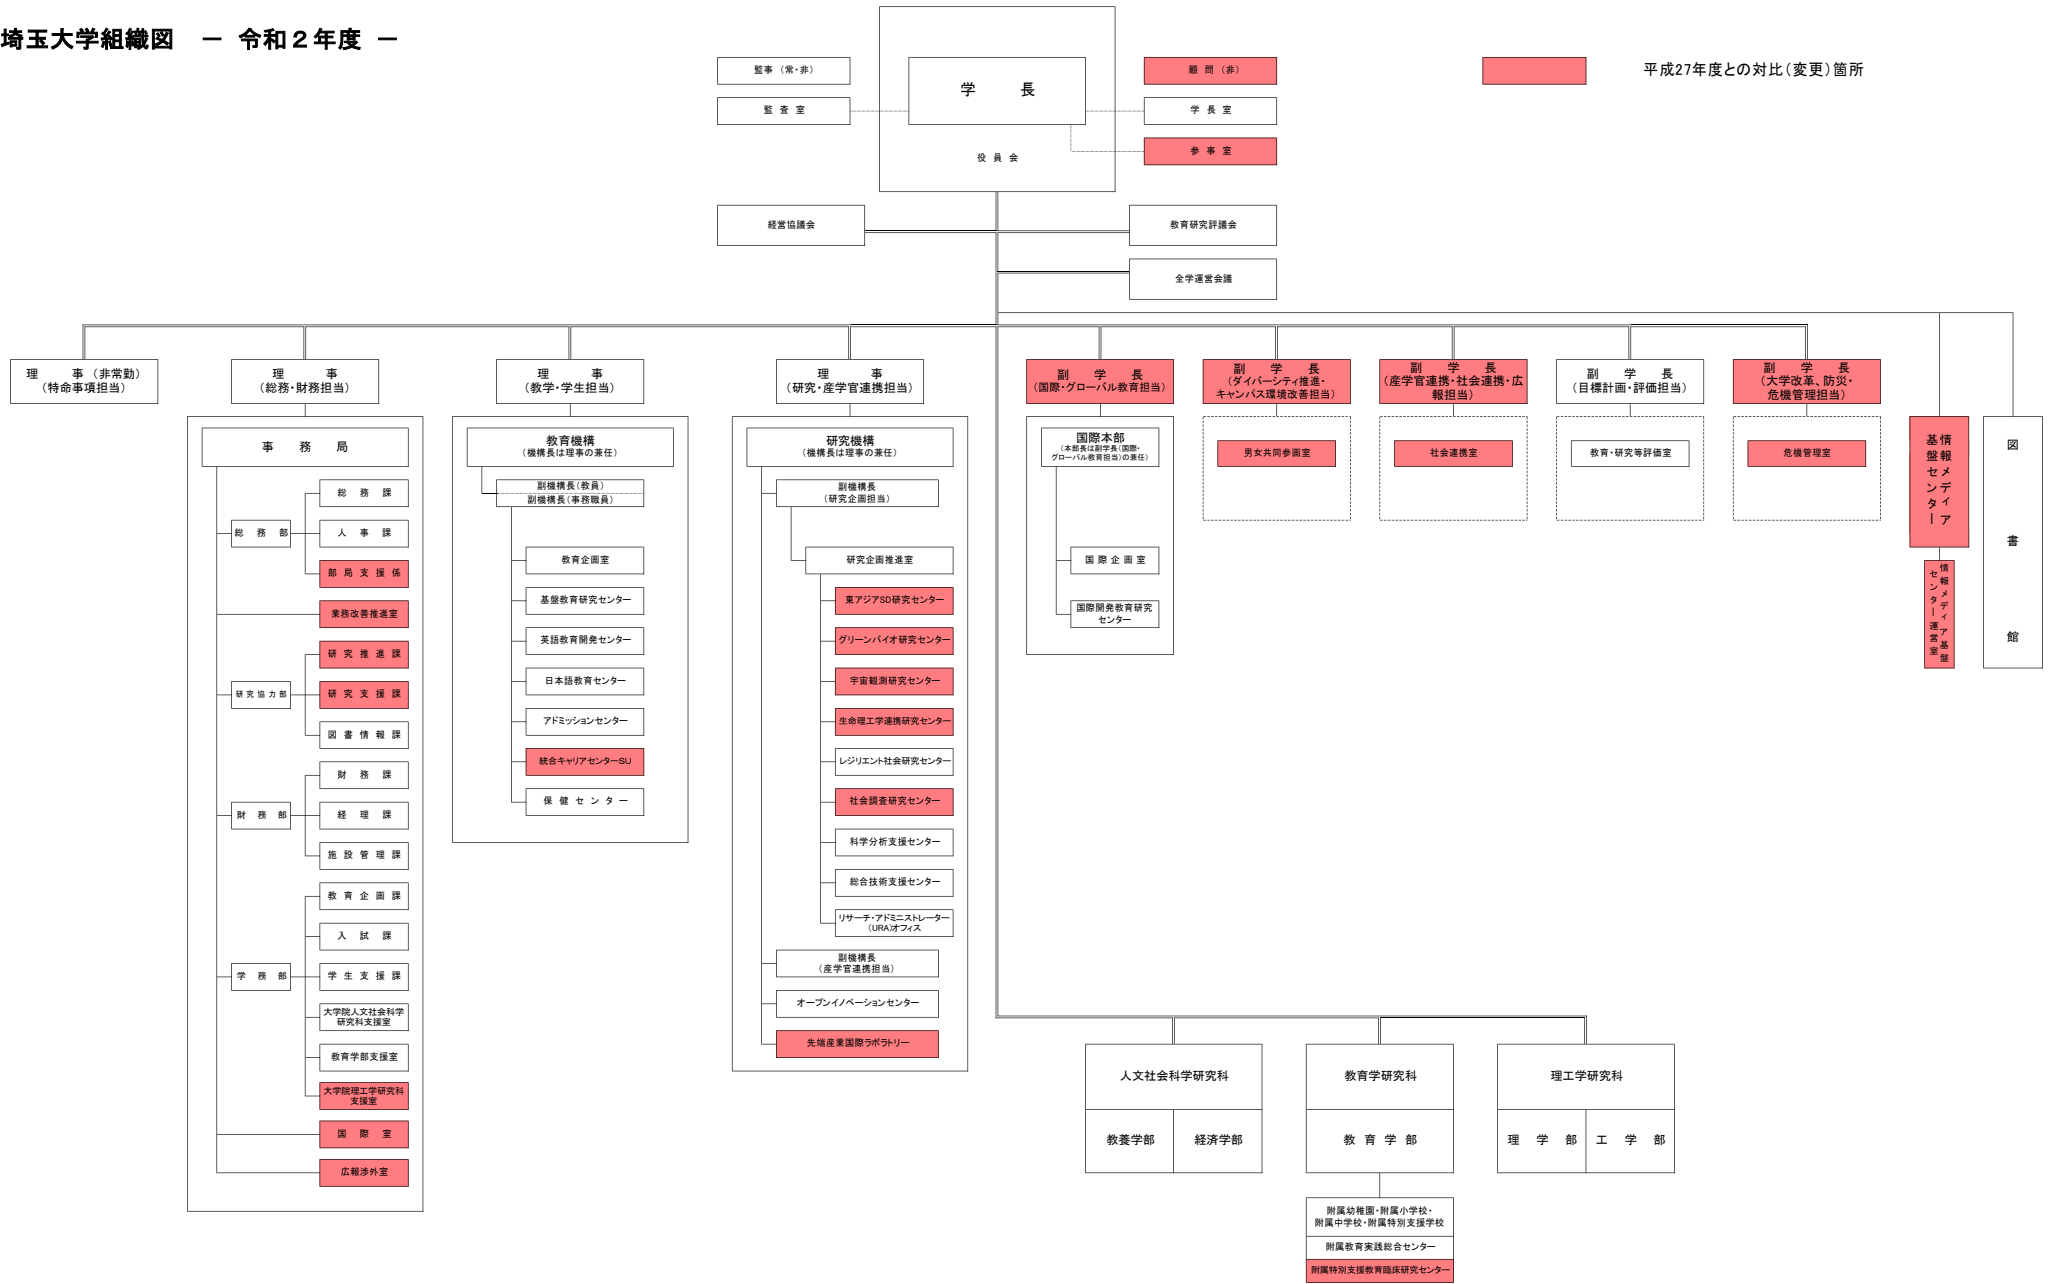 埼玉大学組織図　－　令和２年度　－
平成27年度との対比（変更）箇所
監事（常・非）
監査室
学長
役員会
顧問（非）
学長室
参事室
経営協議会
教育研究評議会
全学運営会議
理事（非常勤）
（特命事項担当）
理事
（総務・財務担当）
理事
（教学・学生担当）
理事
（研究・産学官連携担当）
副学長
（国際・グローバル教育担当）
副学長
（ダイバーシティ推進・
キャンパス環境改善担当）
副学長
（産学官連携・社会連携・広
報担当）
副学長
（目標計画・評価担当）
副学長
（大学改革、防災・
危機管理担当）
事務局
総務部
総務課
人事課
部局支援係
業務改善推進室
研究協力部
研究推進課
研究支援課
図書情報課
財務部
財務課
経理課
施設管理課
学務部
教育企画課
入試課
学生支援課
大学院人文社会科学
研究科支援室
教育学部支援室
大学院理工学研究科
支援室
国際室
広報渉外室
教育機構
（機構長は理事の兼任）
副機構長（教員）
副機構長（事務職員）
教育企画室
基盤教育研究センター
英語教育開発センター
日本語教育センター
アドミッションセンター
統合キャリアセンターSU
保健センター
研究機構
（機構長は理事の兼任）
副機構長
（研究企画担当）
研究企画推進室
東アジアSD研究センター
グリーンバイオ研究センター
宇宙観測研究センター
生命理工学連携研究センター
レジリエント社会研究センター
社会調査研究センター
科学分析支援センター
総合技術支援センター
リサーチ・アドミニストレーター
（URA)オフィス
副機構長
（産学官連携担当）
オープンイノベーションセンター
先端産業国際ラボラトリー
国際本部
（本部長は副学長（国際・
グローバル教育担当）の兼任）
国際企画室
国際開発教育研究
センター
男女共同参画室
社会連携室
教育・研究等評価室
危機管理室
情報メディア
基盤センター
情報メディア基盤
センター運営室
図書館
人文社会科学研究科
教養学部
経済学部
教育学研究科
教育学部
理工学研究科
理学部
工学部
附属幼稚園・附属小学校・
附属中学校・附属特別支援学校
附属教育実践総合センター
附属特別支援教育臨床研究センター